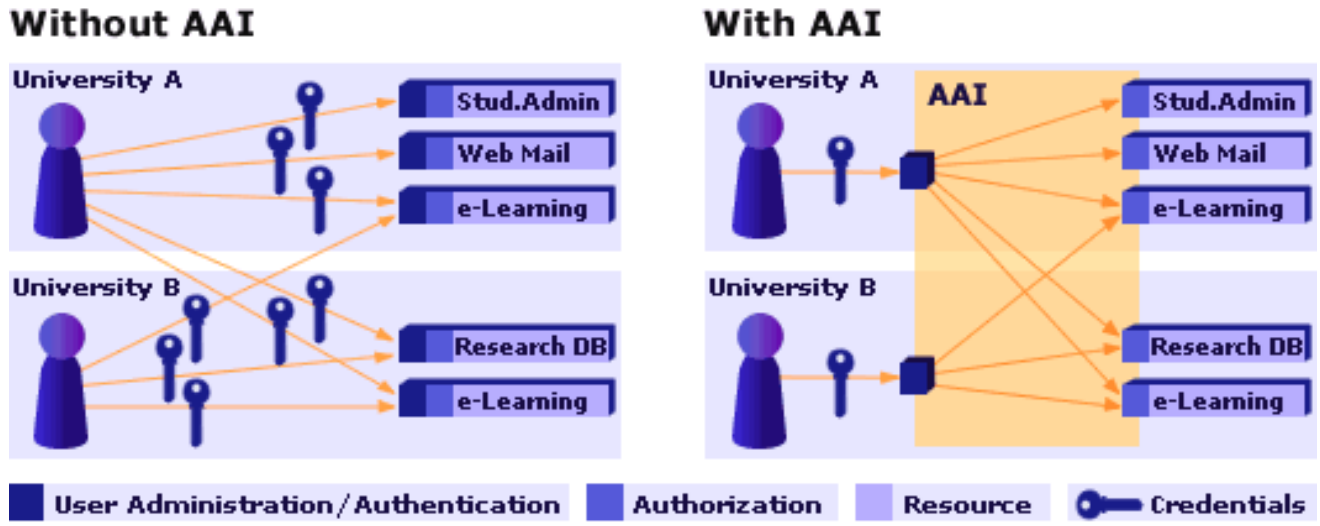 Without AAI
University A
Stud.Admin
Web Mail
e-Learning
University B
Research DB
e-Learning
With AAI
University A
AAI
Stud.Admin
Web Mail
e-Learning
University B
Research DB
e-Learning
User Administration/Authentication
Authorization
Resource
Credentials